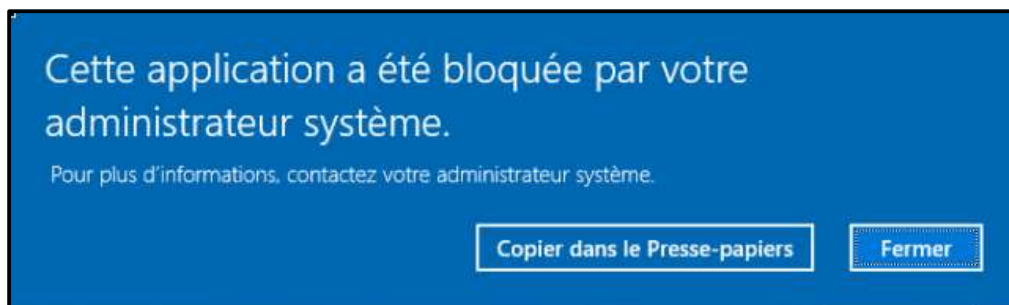 Cette application a été bloquée par votre
administrateur système.
Pour plus d'informations, contactez votre administrateur système.
Copier dans le Presse-papiers
Fermer